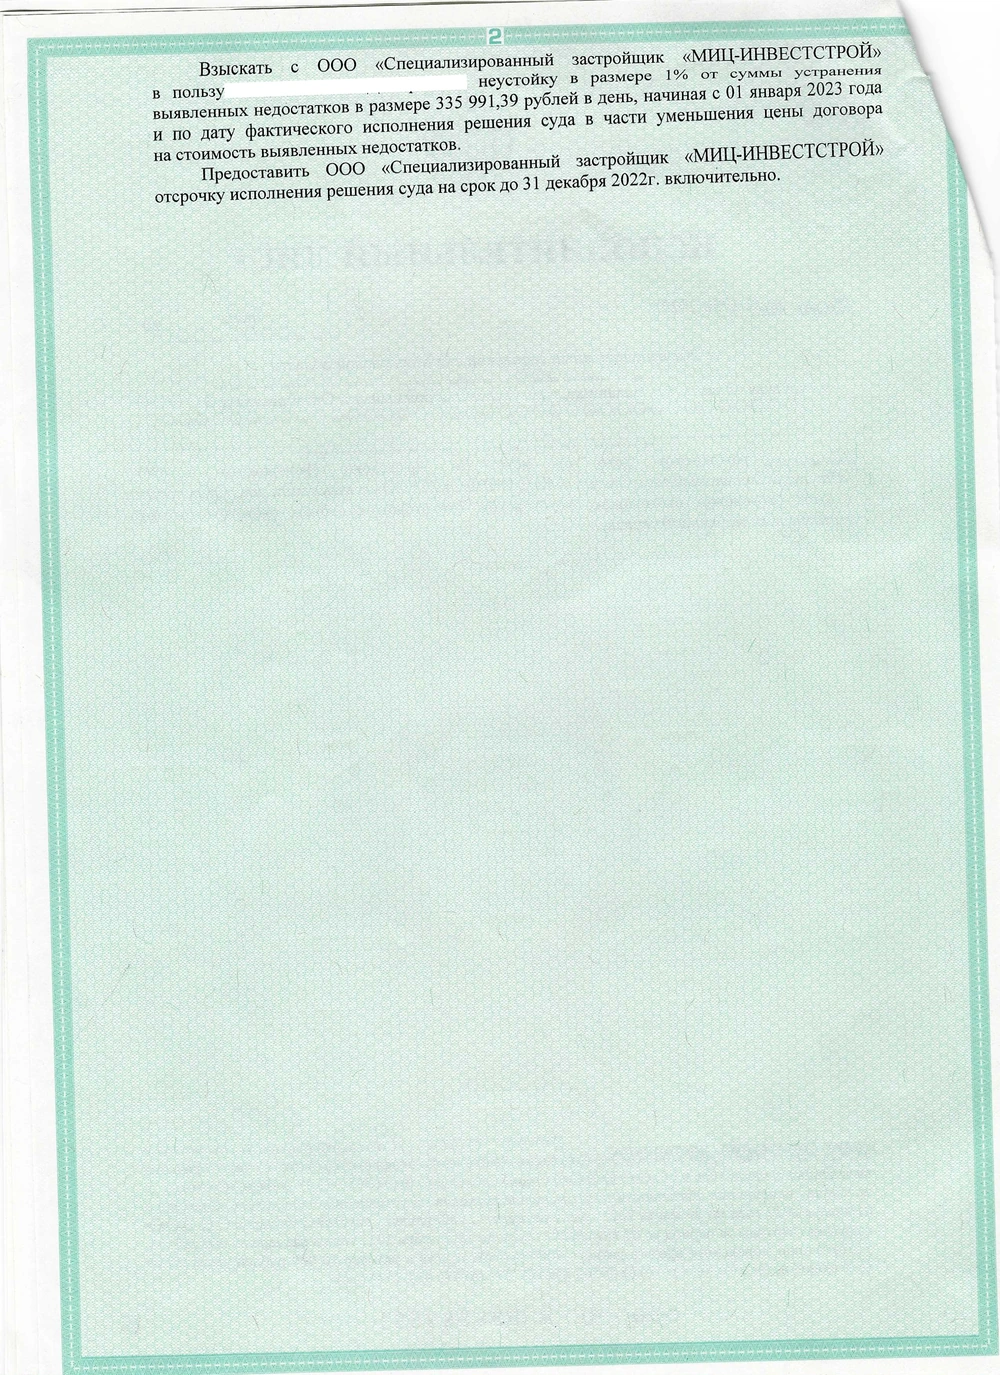 2
Взыскать с ООО «Специализированный застройщик «МИЦ-ИНВЕСТСТРОЙ»
в пользу неустойку в размере 1% от суммы устранения
выявленных недостатков в размере 335 991,39 рублей в день, начиная с 01 января 2023 года
и по дату фактического исполнения решения суда в части уменьшения цены договора
на стоимость выявленных недостатков.
Предоставить ООО «Специализированный застройщик «МИЦ-ИНВЕСТСТРОЙ»
отсрочку исполнения решения суда на срок до 31 декабря 2022г. включительно.